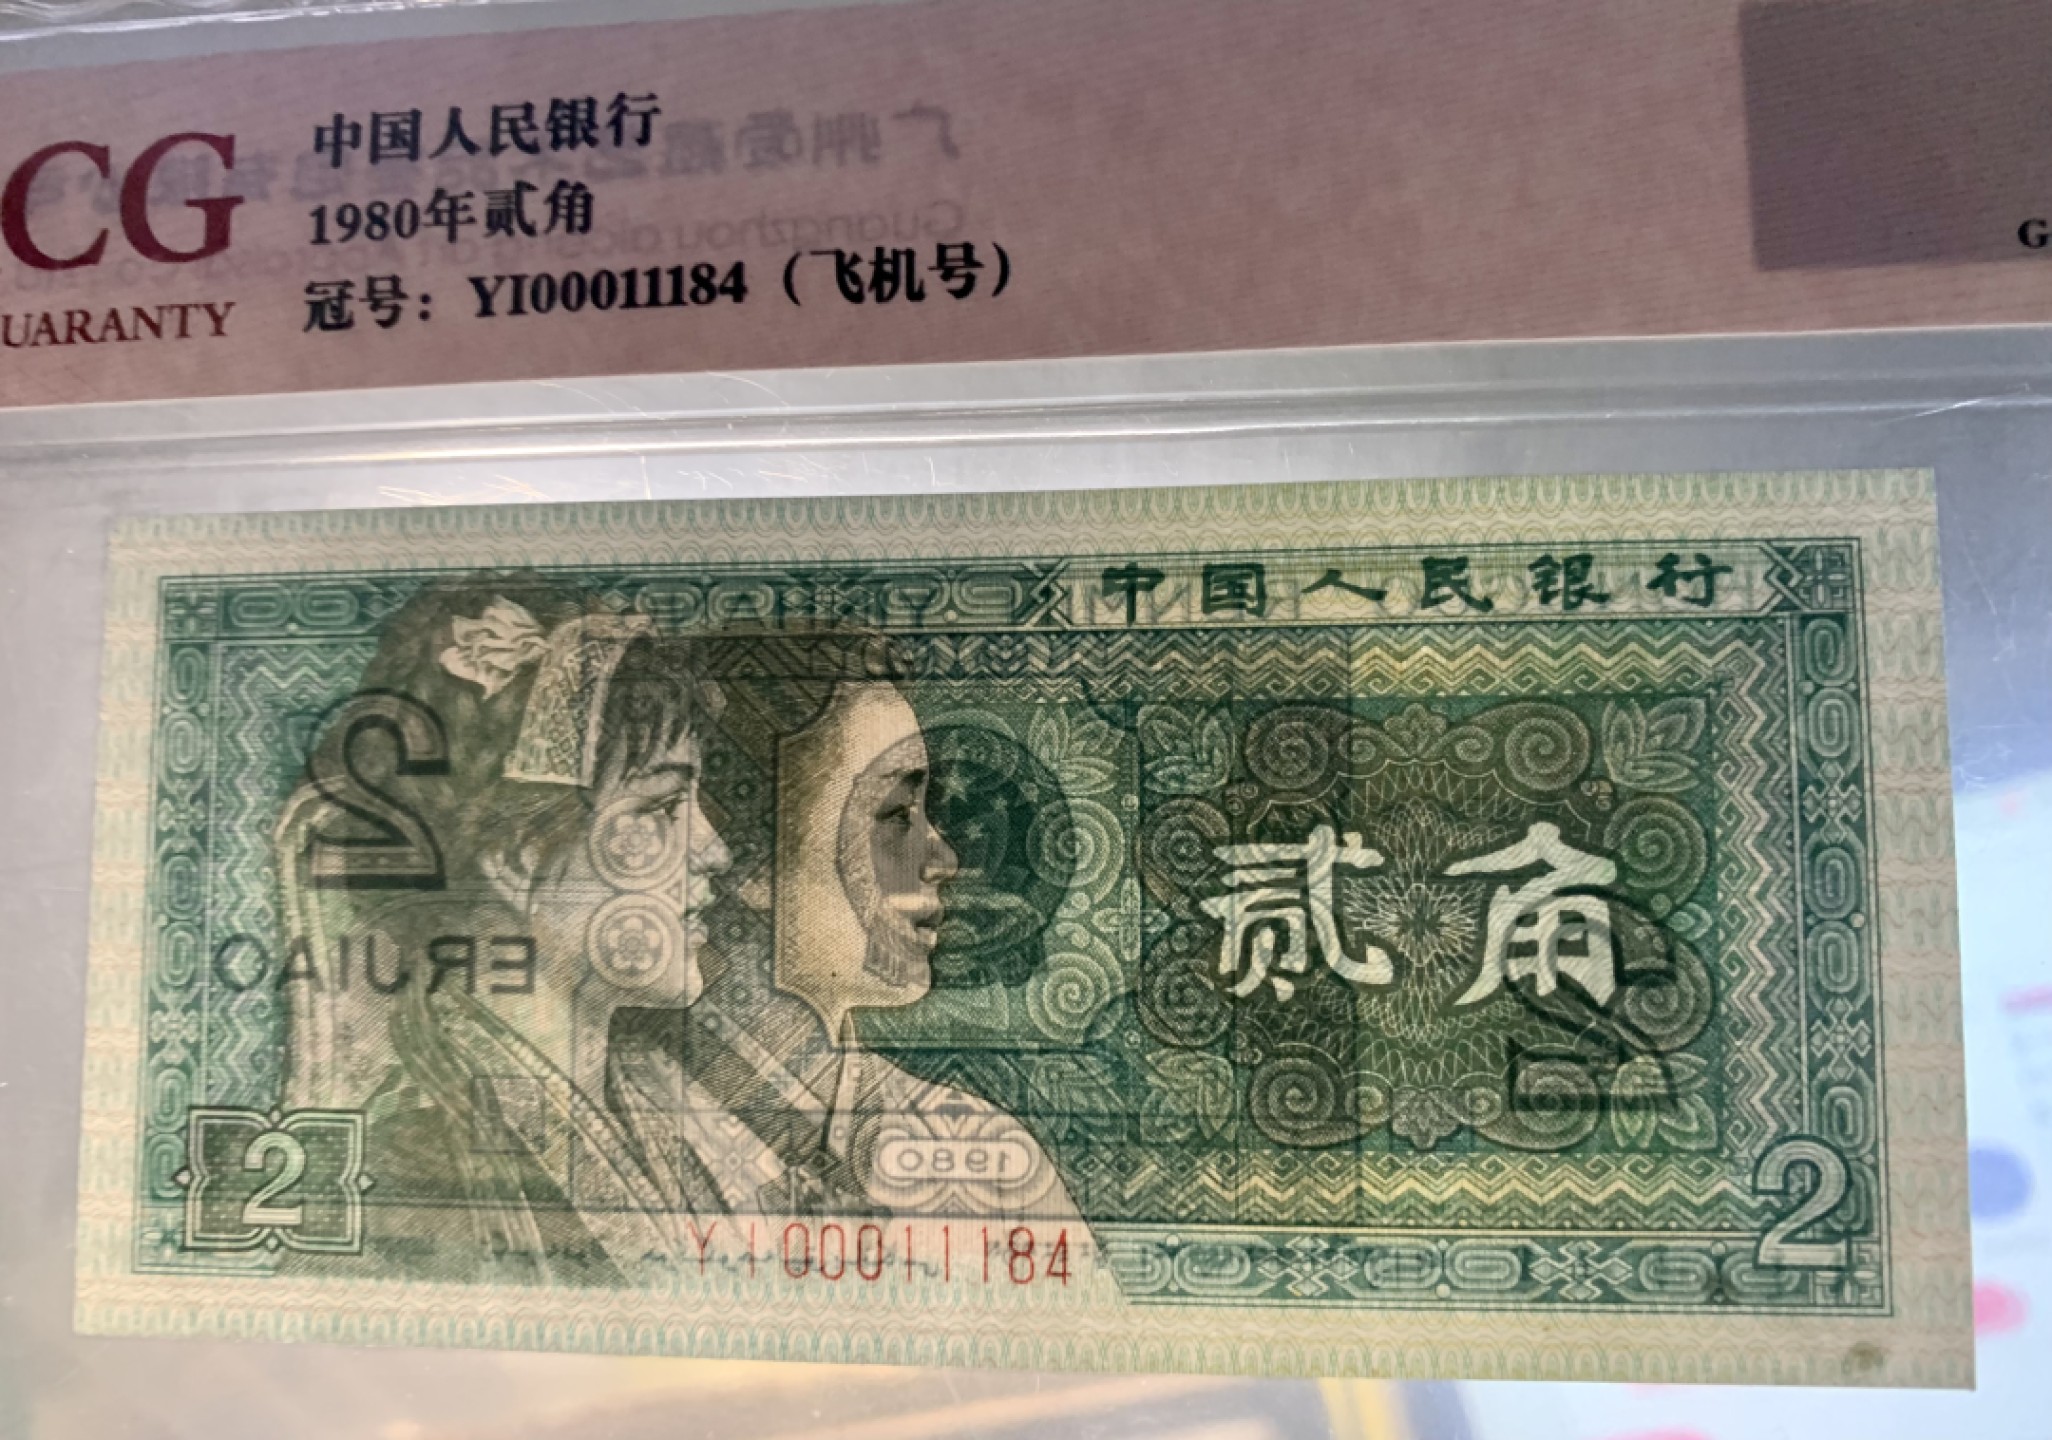 CG
UARANTY
中国人民银行
1980年贰角
冠号：YI00011184（飞机号）
G
中国人民银行
贰角
ERJIAO
2
2
1980
2
2
YI00011184